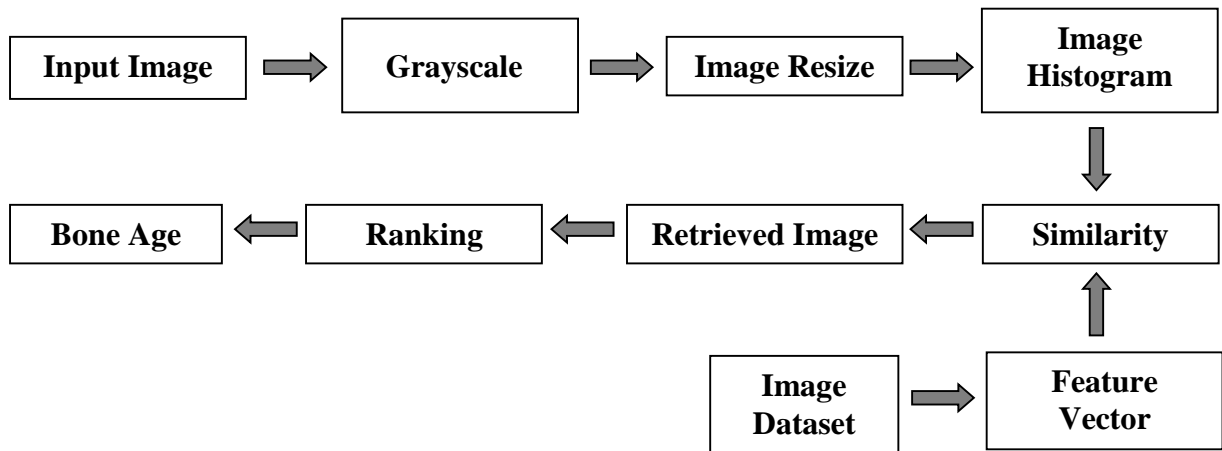 Input Image
Grayscale
Image Resize
Image
Histogram
Bone Age
Ranking
Retrieved Image
Similarity
Image
Dataset
Feature
Vector